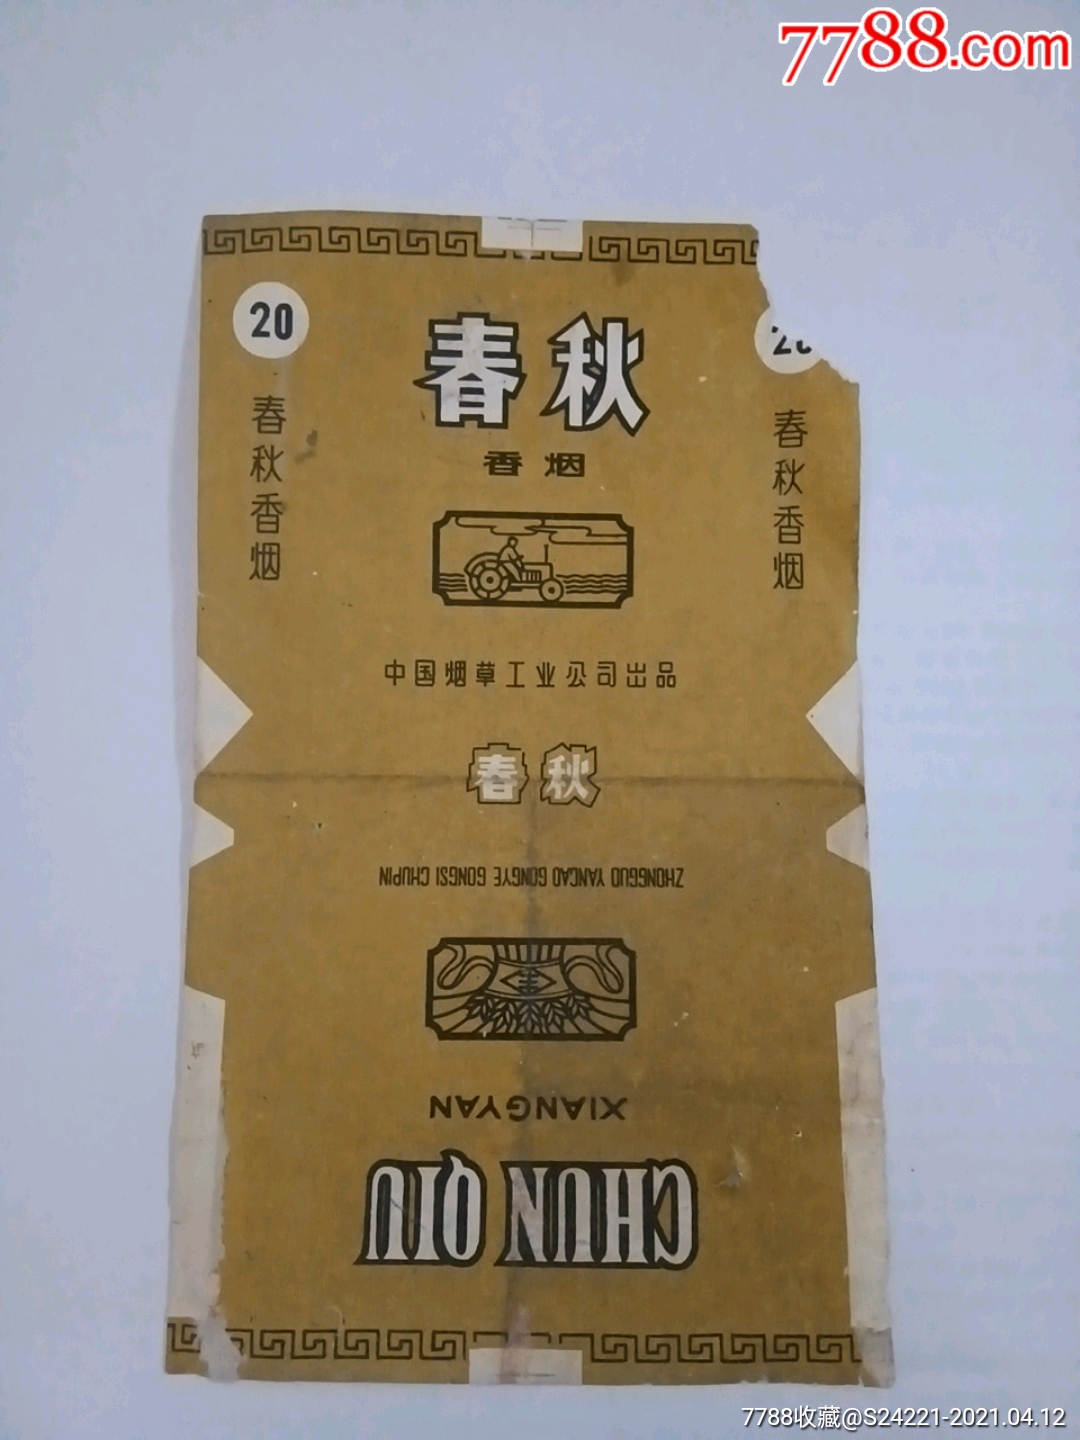 7788.com
20
春秋香烟
春秋
香烟
中国烟草工业公司出品
春秋
20
春秋香烟
ZHONGGUO YANCAO GONGYE GONGSI CHUPIN
丰
XIANGYAN
CHUN QIU
7788收藏@S24221-2021.04.12